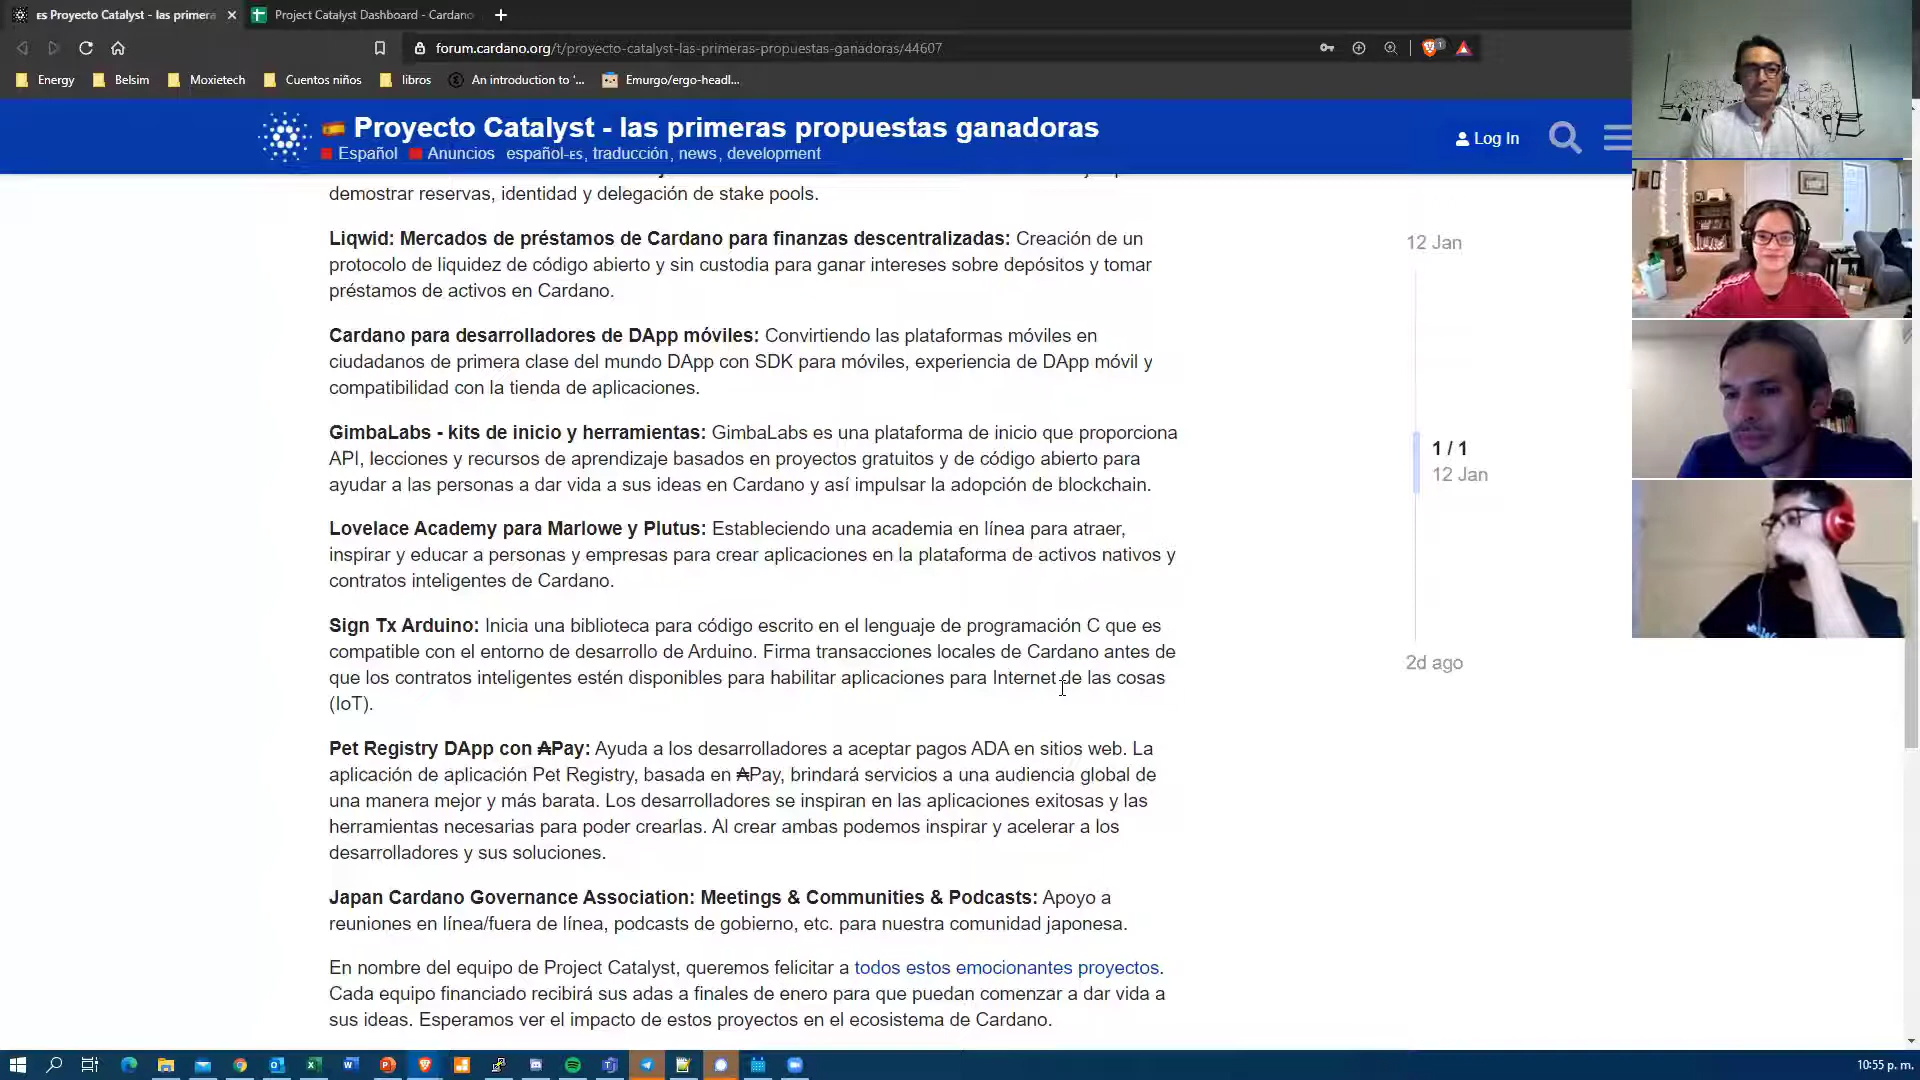 ES Proyecto Catalyst - las primera
Project Catalyst Dashboard - Cardano
forum.cardano.org/t/proyecto-catalyst-las-primeras-propuestas-ganadoras/44607
Energy
Belsim
Moxietech
Cuentos niños
libros
An introduction to '...
Emurgo/ergo-headl...
Proyecto Catalyst - las primeras propuestas ganadoras
Español Anuncios español-ES, traducción, news, development
Log In
demostrar reservas, identidad y delegación de stake pools.
Liqwid: Mercados de préstamos de Cardano para finanzas descentralizadas: Creación de un
protocolo de liquidez de código abierto y sin custodia para ganar intereses sobre depósitos y tomar
préstamos de activos en Cardano.
Cardano para desarrolladores de DApp móviles: Convirtiendo las plataformas móviles en
ciudadanos de primera clase del mundo DApp con SDK para móviles, experiencia de DApp móvil y
compatibilidad con la tienda de aplicaciones.
GimbaLabs - kits de inicio y herramientas: GimbaLabs es una plataforma de inicio que proporciona
API, lecciones y recursos de aprendizaje basados en proyectos gratuitos y de código abierto para
ayudar a las personas a dar vida a sus ideas en Cardano y así impulsar la adopción de blockchain.
Lovelace Academy para Marlowe y Plutus: Estableciendo una academia en línea para atraer,
inspirar y educar a personas y empresas para crear aplicaciones en la plataforma de activos nativos y
contratos inteligentes de Cardano.
Sign Tx Arduino: Inicia una biblioteca para código escrito en el lenguaje de programación C que es
compatible con el entorno de desarrollo de Arduino. Firma transacciones locales de Cardano antes de
que los contratos inteligentes estén disponibles para habilitar aplicaciones para Internet de las cosas
(IoT).
Pet Registry DApp con ₳Pay: Ayuda a los desarrolladores a aceptar pagos ADA en sitios web. La
aplicación de aplicación Pet Registry, basada en ₳Pay, brindará servicios a una audiencia global de
una manera mejor y más barata. Los desarrolladores se inspiran en las aplicaciones exitosas y las
herramientas necesarias para poder crearlas. Al crear ambas podemos inspirar y acelerar a los
desarrolladores y sus soluciones.
Japan Cardano Governance Association: Meetings & Communities & Podcasts: Apoyo a
reuniones en línea/fuera de línea, podcasts de gobierno, etc. para nuestra comunidad japonesa.
En nombre del equipo de Project Catalyst, queremos felicitar a todos estos emocionantes proyectos.
Cada equipo financiado recibirá sus adas a finales de enero para que puedan comenzar a dar vida a
sus ideas. Esperamos ver el impacto de estos proyectos en el ecosistema de Cardano.
12 Jan
1 / 1
12 Jan
2d ago
10:55 p. m.